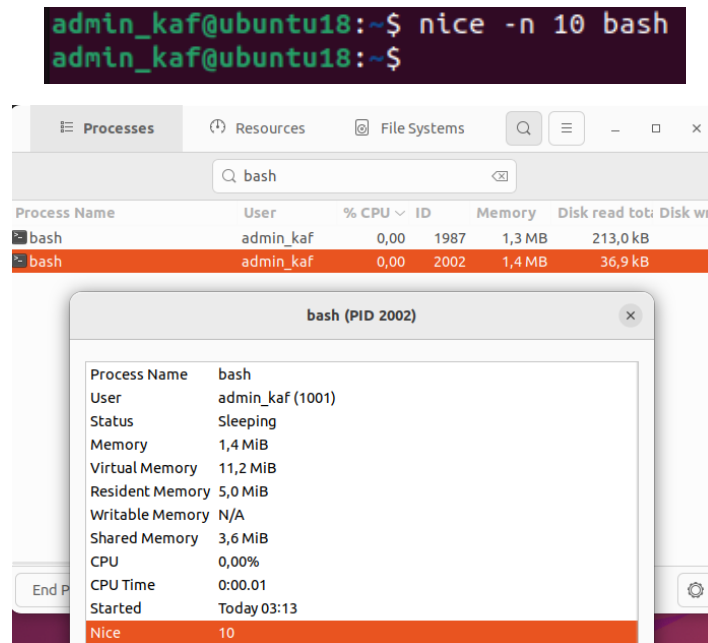 admin_kaf@ubuntu18:~$ nice -n 10 bash
admin_kaf@ubuntu18:~$
Processes Resources File Systems
bash
Process Name User % CPU ID Memory Disk read tot Disk wr
bash admin_kaf 0,00 1987 1,3 MB 213,0 kB
bash admin_kaf 0,00 2002 1,4 MB 36,9 kB
bash (PID 2002)
Process Name bash
User admin_kaf (1001)
Status Sleeping
Memory 1,4 MiB
Virtual Memory 11,2 MiB
Resident Memory 5,0 MiB
Writable Memory N/A
Shared Memory 3,6 MiB
CPU 0,00%
CPU Time 0:00.01
End P
Started Today 03:13
Nice 10